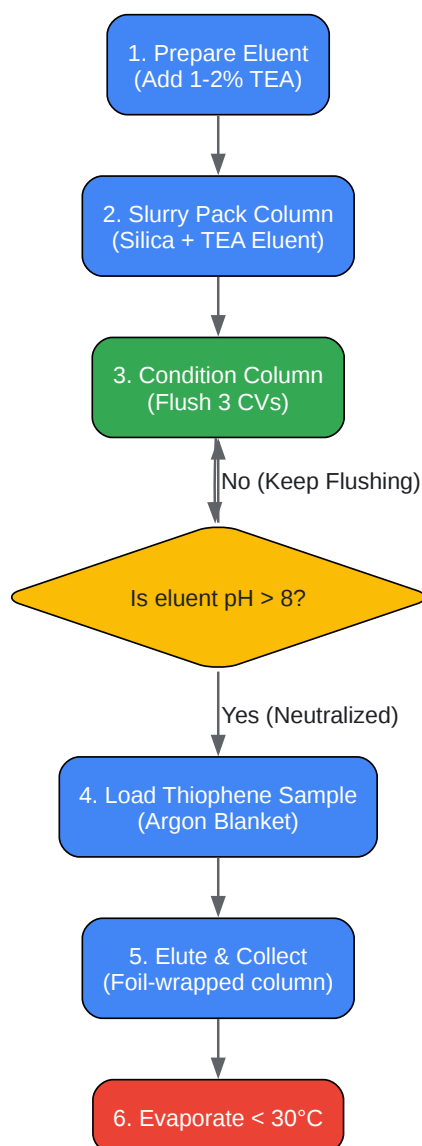 1. Prepare Eluent
(Add 1-2% TEA)
2. Slurry Pack Column
(Silica + TEA Eluent)
3. Condition Column
(Flush 3 CVs)
No (Keep Flushing)
Is eluent pH > 8?
Yes (Neutralized)
4. Load Thiophene Sample
(Argon Blanket)
5. Elute & Collect
(Foil-wrapped column)
6. Evaporate < 30°C